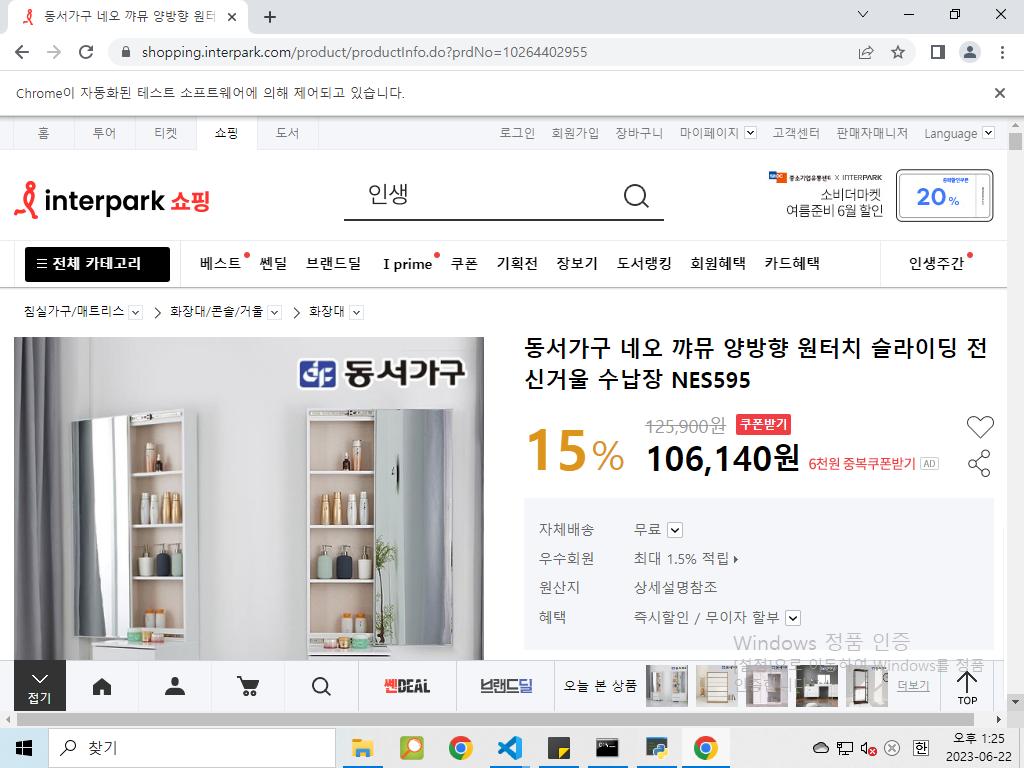 동서가구 네오 꺄뮤 양방향 원터
shopping.interpark.com/product/productInfo.do?prdNo=10264402955
Chrome이 자동화된 테스트 소프트웨어에 의해 제어되고 있습니다.
홈 투어 티켓 쇼핑 도서 로그인 회원가입 장바구니 마이페이지 고객센터 판매자매니저 Language
interpark 쇼핑
인생
중소기업유통센터 X INTERPARK
소비더마켓
여름준비 6월 할인
20%
전체 카테고리 베스트 쎈딜 브랜드딜 I prime 쿠폰 기획전 장보기 도서랭킹 회원혜택 카드혜택 인생주간
침실가구/매트리스 화장대/콘솔/거울 화장대
동서가구
동서가구 네오 꺄뮤 양방향 원터치 슬라이딩 전
신거울 수납장 NES595
15%
125,900원 쿠폰받기
106,140원 6천원 중복쿠폰받기 AD
자체배송 무료
우수회원 최대 1.5% 적립
원산지 상세설명참조
혜택 즉시할인 / 무이자 할부
Windows 정품 인증
[설정]으로 이동하여 Windows를 정품
인증합니다.
접기
쎈DEAL
브랜드딜
오늘 본 상품
더보기
TOP
찾기
한
오후 1:25
2023-06-22